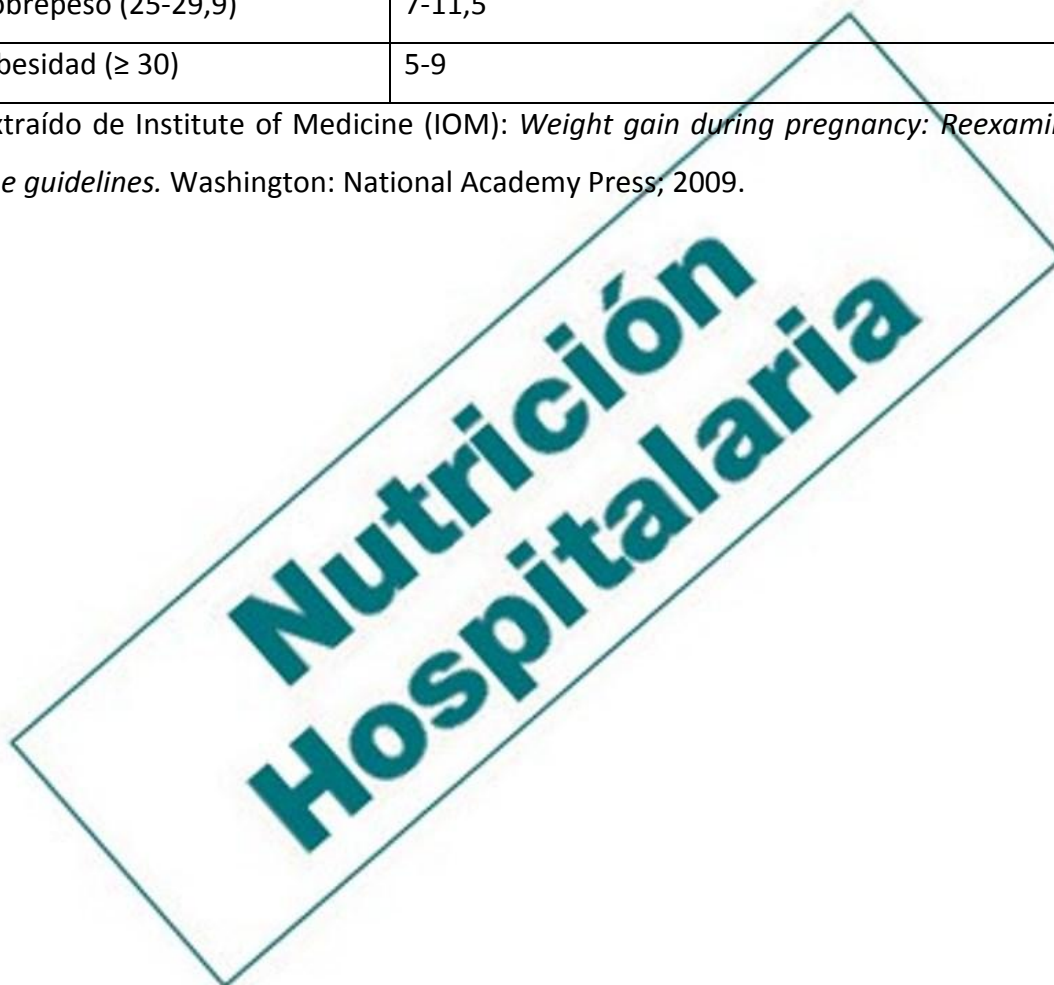 obrepeso (25-29,9) 7-11,5
besidad (≥ 30) 5-9
xtraído de Institute of Medicine (IOM): Weight gain during pregnancy: Reexami
e guidelines. Washington: National Academy Press; 2009.
Nutrición
Hospitalaria